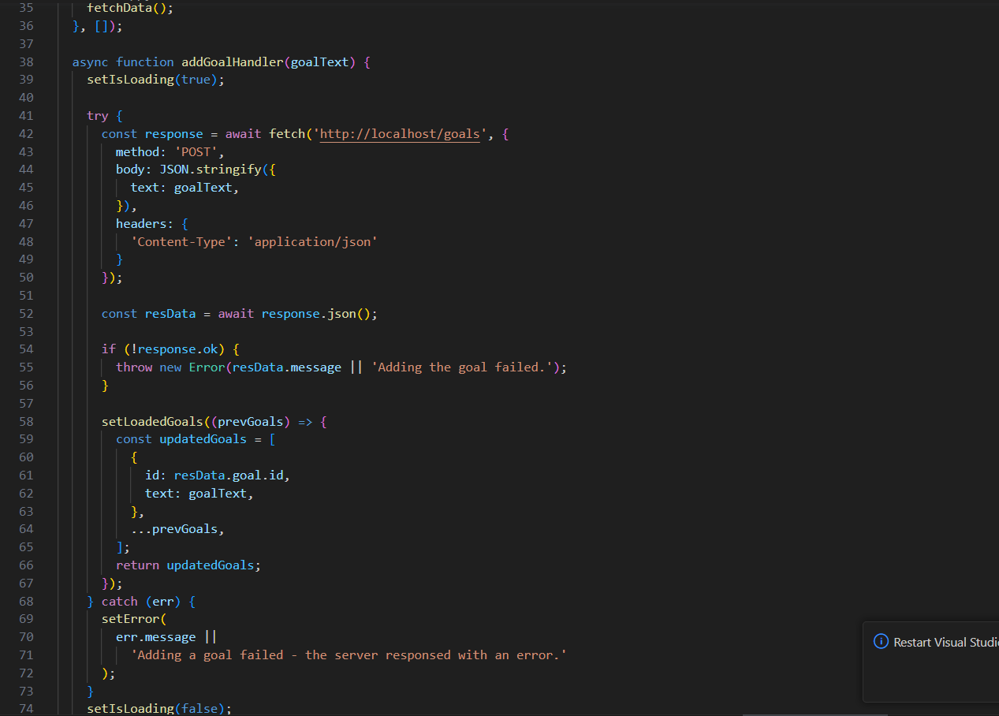 35 fetchData();
36 }, []);
37
38 async function addGoalHandler(goalText) {
39 setIsLoading(true);
40
41 try {
42 const response = await fetch('http://localhost/goals', {
43 method: 'POST',
44 body: JSON.stringify({
45 text: goalText,
46 }),
47 headers: {
48 'Content-Type': 'application/json'
49 }
50 });
51
52 const resData = await response.json();
53
54 if (!response.ok) {
55 throw new Error(resData.message || 'Adding the goal failed.');
56 }
57
58 setLoadedGoals((prevGoals) => {
59 const updatedGoals = [
60 {
61 id: resData.goal.id,
62 text: goalText,
63 },
64 ...prevGoals,
65 ];
66 return updatedGoals;
67 });
68 } catch (err) {
69 setError(
70 err.message ||
71 'Adding a goal failed - the server responsed with an error.'
72 );
73 }
74 setIsLoading(false);
Restart Visual Studi